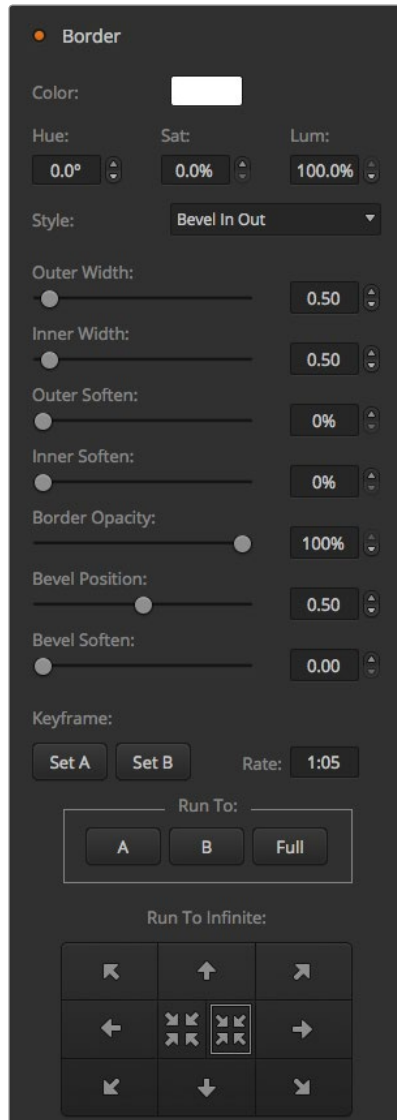 Border
Color:
Hue: Sat: Lum:
0.0° 0.0% 100.0%
Style: Bevel In Out
Outer Width:
0.50
Inner Width:
0.50
Outer Soften:
0%
Inner Soften:
0%
Border Opacity:
100%
Bevel Position:
0.50
Bevel Soften:
0.00
Keyframe:
Set A Set B Rate: 1:05
Run To:
A B Full
Run To Infinite: